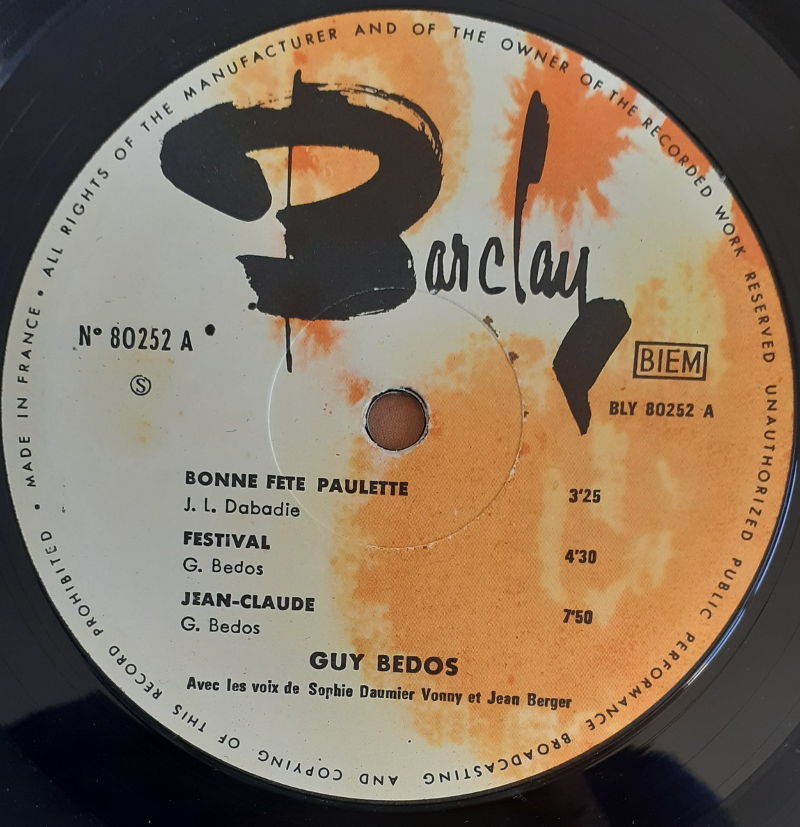 MADE IN FRANCE • ALL RIGHTS OF THE MANUFACTURER AND OF THE OWNER OF THE RECORDED WORK RESERVED UNAUTHORIZED PUBLIC PERFORMANCE BROADCASTING AND COPYING OF THIS RECORD PROHIBITED •
Barclay
N° 80252 A
S
BIEM
BLY 80252 A
BONNE FETE PAULETTE 3'25
J. L. Dabadie
FESTIVAL 4'30
G. Bedos
JEAN-CLAUDE 7'50
G. Bedos
GUY BEDOS
Avec les voix de Sophie Daumier Vonny et Jean Berger